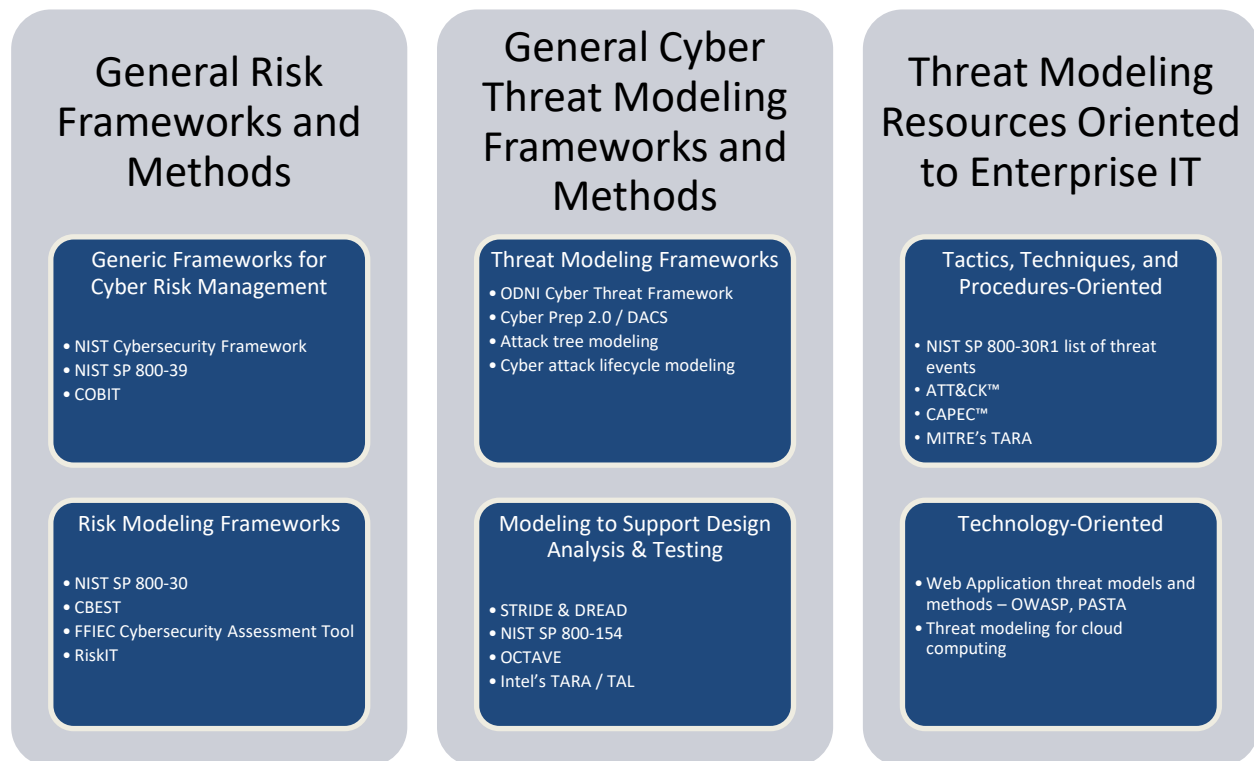 General Risk
Frameworks and
Methods
Generic Frameworks for
Cyber Risk Management
• NIST Cybersecurity Framework
• NIST SP 800-39
• COBIT
Risk Modeling Frameworks
• NIST SP 800-30
• CBEST
• FFIEC Cybersecurity Assessment Tool
• RiskIT
General Cyber
Threat Modeling
Frameworks and
Methods
Threat Modeling Frameworks
• ODNI Cyber Threat Framework
• Cyber Prep 2.0 / DACS
• Attack tree modeling
• Cyber attack lifecycle modeling
Modeling to Support Design
Analysis & Testing
• STRIDE & DREAD
• NIST SP 800-154
• OCTAVE
• Intel's TARA / TAL
Threat Modeling
Resources Oriented
to Enterprise IT
Tactics, Techniques, and
Procedures-Oriented
• NIST SP 800-30R1 list of threat
events
• ATT&CK™
• CAPEC™
• MITRE's TARA
Technology-Oriented
• Web Application threat models and
methods – OWASP, PASTA
• Threat modeling for cloud
computing